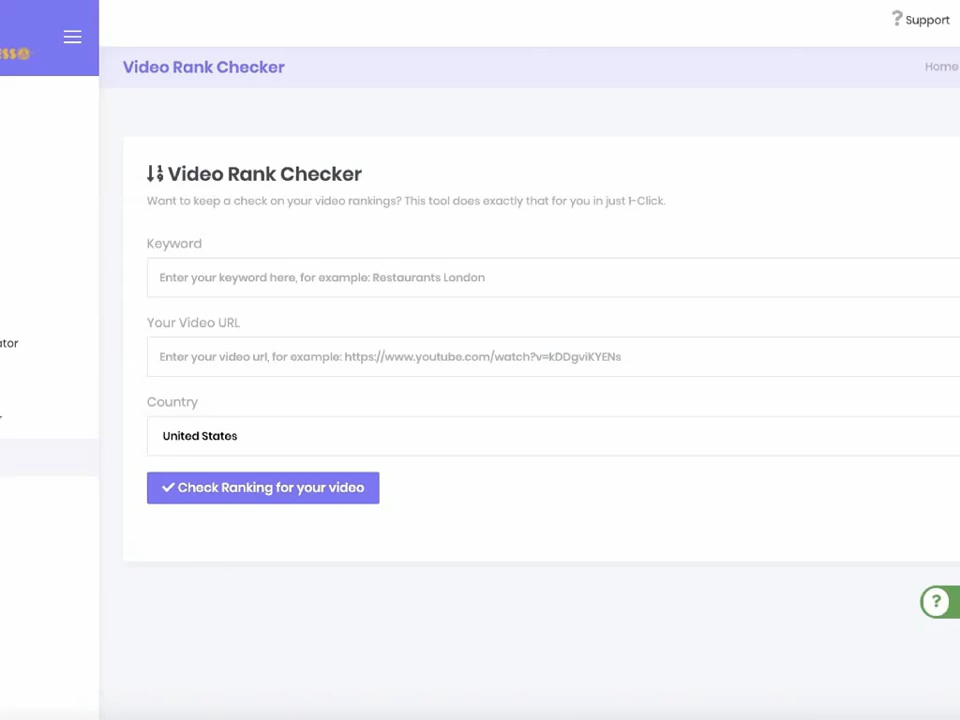 Support
ESS
Video Rank Checker
Home
Video Rank Checker
Want to keep a check on your video rankings? This tool does exactly that for you in just 1-Click.
Keyword
Enter your keyword here, for example: Restaurants London
Your Video URL
ator
Enter your video url, for example: https://www.youtube.com/watch?v=kDDgviKYENs
Country
United States
Check Ranking for your video
?